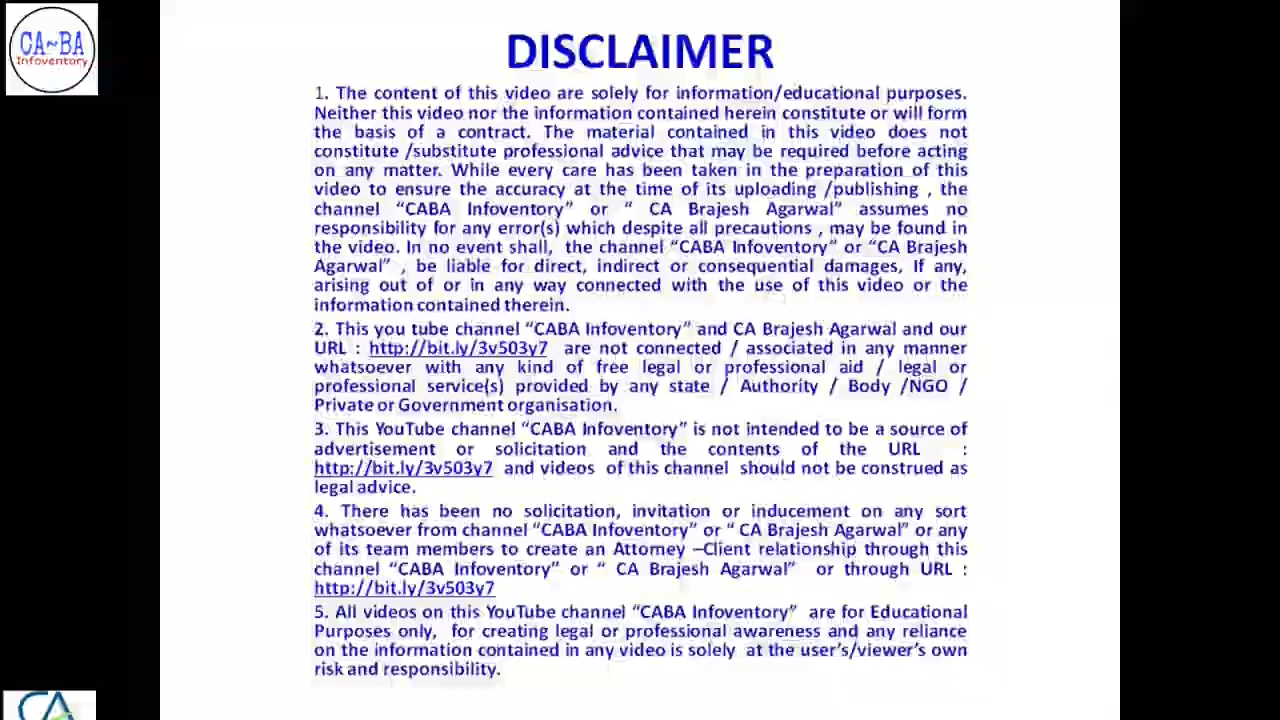 CA~BA
Infoventory
DISCLAIMER
1. The content of this video are solely for information/educational purposes.
Neither this video nor the information contained herein constitute or will form
the basis of a contract. The material contained in this video does not
constitute /substitute professional advice that may be required before acting
on any matter. While every care has been taken in the preparation of this
video to ensure the accuracy at the time of its uploading /publishing , the
channel “CABA Infoventory” or “ CA Brajesh Agarwal” assumes no
responsibility for any error(s) which despite all precautions , may be found in
the video. In no event shall, the channel “CABA Infoventory” or “CA Brajesh
Agarwal” , be liable for direct, indirect or consequential damages, If any,
arising out of or in any way connected with the use of this video or the
information contained therein.
2. This you tube channel “CABA Infoventory” and CA Brajesh Agarwal and our
URL : http://bit.ly/3v503y7 are not connected / associated in any manner
whatsoever with any kind of free legal or professional aid / legal or
professional service(s) provided by any state / Authority / Body /NGO /
Private or Government organisation.
3. This YouTube channel “CABA Infoventory” is not intended to be a source of
advertisement or solicitation and the contents of the URL :
http://bit.ly/3v503y7 and videos of this channel should not be construed as
legal advice.
4. There has been no solicitation, invitation or inducement on any sort
whatsoever from channel “CABA Infoventory” or “ CA Brajesh Agarwal” or any
of its team members to create an Attorney –Client relationship through this
channel “CABA Infoventory” or “ CA Brajesh Agarwal” or through URL :
http://bit.ly/3v503y7
5. All videos on this YouTube channel “CABA Infoventory” are for Educational
Purposes only, for creating legal or professional awareness and any reliance
on the information contained in any video is solely at the user’s/viewer’s own
risk and responsibility.
CA